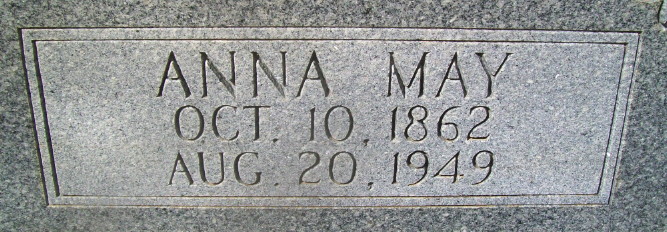 ANNA MAY
OCT. 10, 1862
AUG. 20, 1949